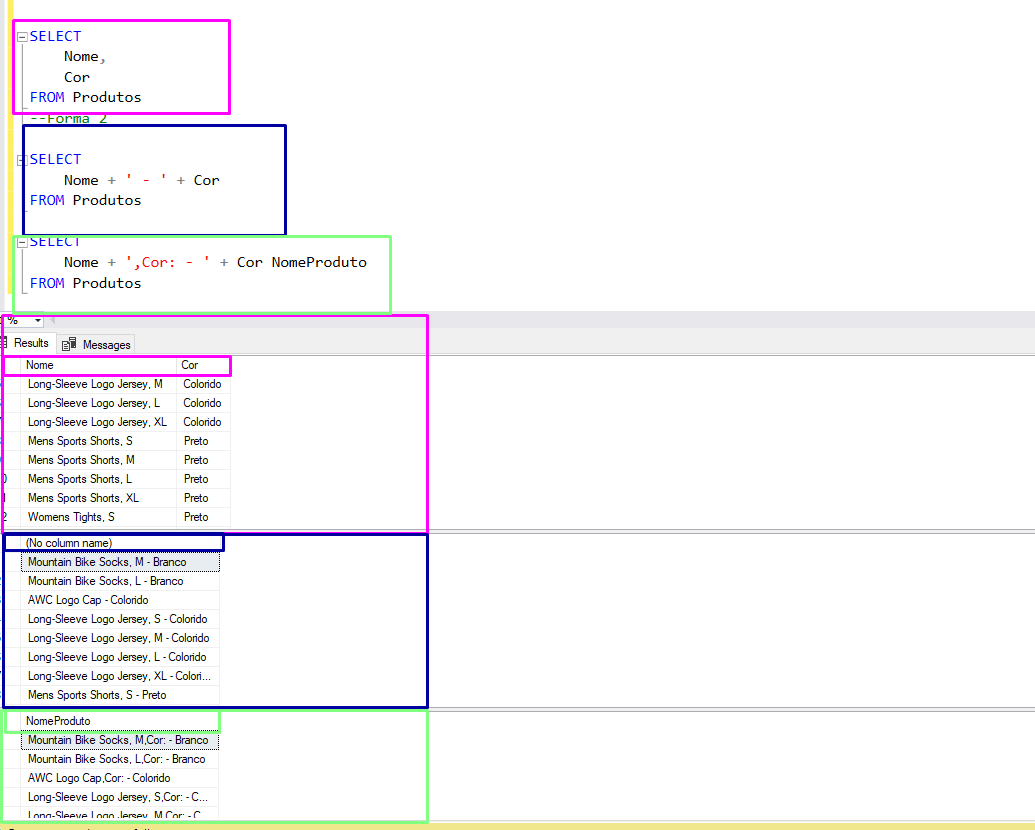 SELECT
Nome,
Cor
FROM Produtos
--Forma 2
SELECT
Nome + ' - ' + Cor
FROM Produtos
SELECT
Nome + ',Cor: - ' + Cor NomeProduto
FROM Produtos
%
Results Messages
Nome Cor
Long-Sleeve Logo Jersey, M Colorido
Long-Sleeve Logo Jersey, L Colorido
Long-Sleeve Logo Jersey, XL Colorido
Mens Sports Shorts, S Preto
Mens Sports Shorts, M Preto
Mens Sports Shorts, L Preto
Mens Sports Shorts, XL Preto
Womens Tights, S Preto
(No column name)
Mountain Bike Socks, M - Branco
Mountain Bike Socks, L - Branco
AWC Logo Cap - Colorido
Long-Sleeve Logo Jersey, S - Colorido
Long-Sleeve Logo Jersey, M - Colorido
Long-Sleeve Logo Jersey, L - Colorido
Long-Sleeve Logo Jersey, XL - Colori...
Mens Sports Shorts, S - Preto
NomeProduto
Mountain Bike Socks, M,Cor: - Branco
Mountain Bike Socks, L,Cor: - Branco
AWC Logo Cap,Cor: - Colorido
Long-Sleeve Logo Jersey, S,Cor: - C...
Long-Sleeve Logo Jersey, M,Cor: - C